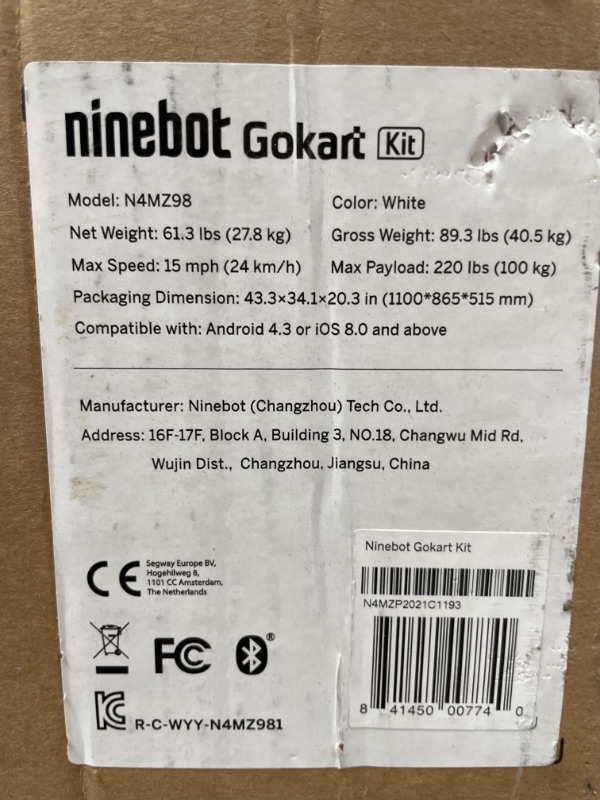 ninebot Gokart Kit
Model: N4MZ98 Color: White
Net Weight: 61.3 lbs (27.8 kg) Gross Weight: 89.3 lbs (40.5 kg)
Max Speed: 15 mph (24 km/h) Max Payload: 220 lbs (100 kg)
Packaging Dimension: 43.3×34.1×20.3 in (1100*865*515 mm)
Compatible with: Android 4.3 or iOS 8.0 and above
Manufacturer: Ninebot (Changzhou) Tech Co., Ltd.
Address: 16F-17F, Block A, Building 3, NO.18, Changwu Mid Rd,
Wujin Dist., Changzhou, Jiangsu, China
CE
Segway Europe BV,
Hogehilweg 8,
1101 CC Amsterdam,
The Netherlands
FC ®
R-C-WYY-N4MZ981
Ninebot Gokart Kit
N4MZP2021C1193
8 41450 00774 0